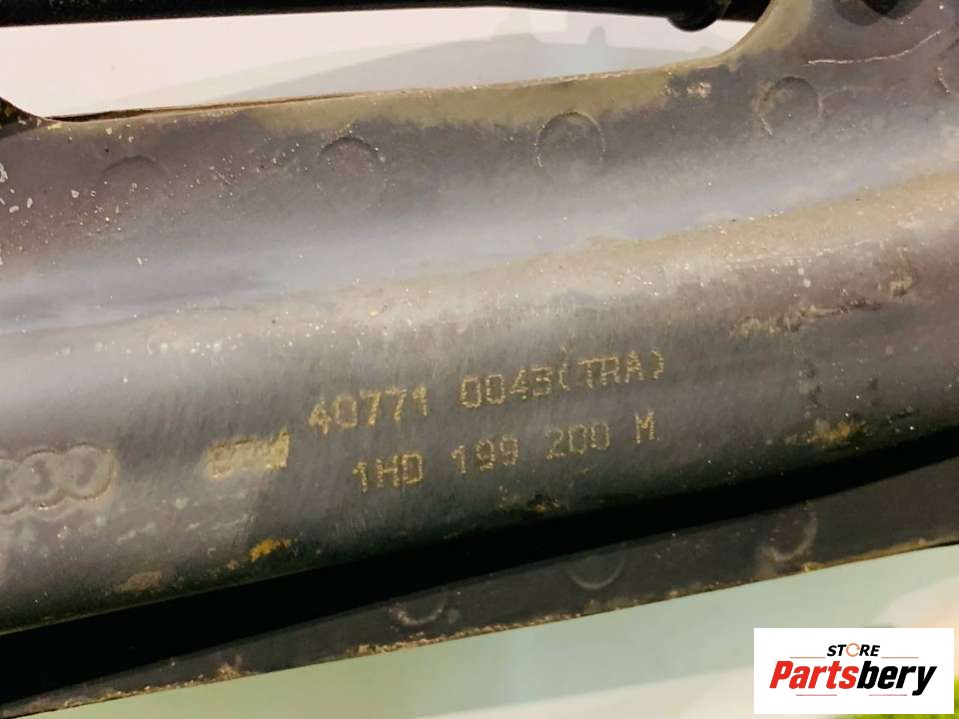 40771 0043(TRA)
1HD 199 200 M
STORE
Partsbery